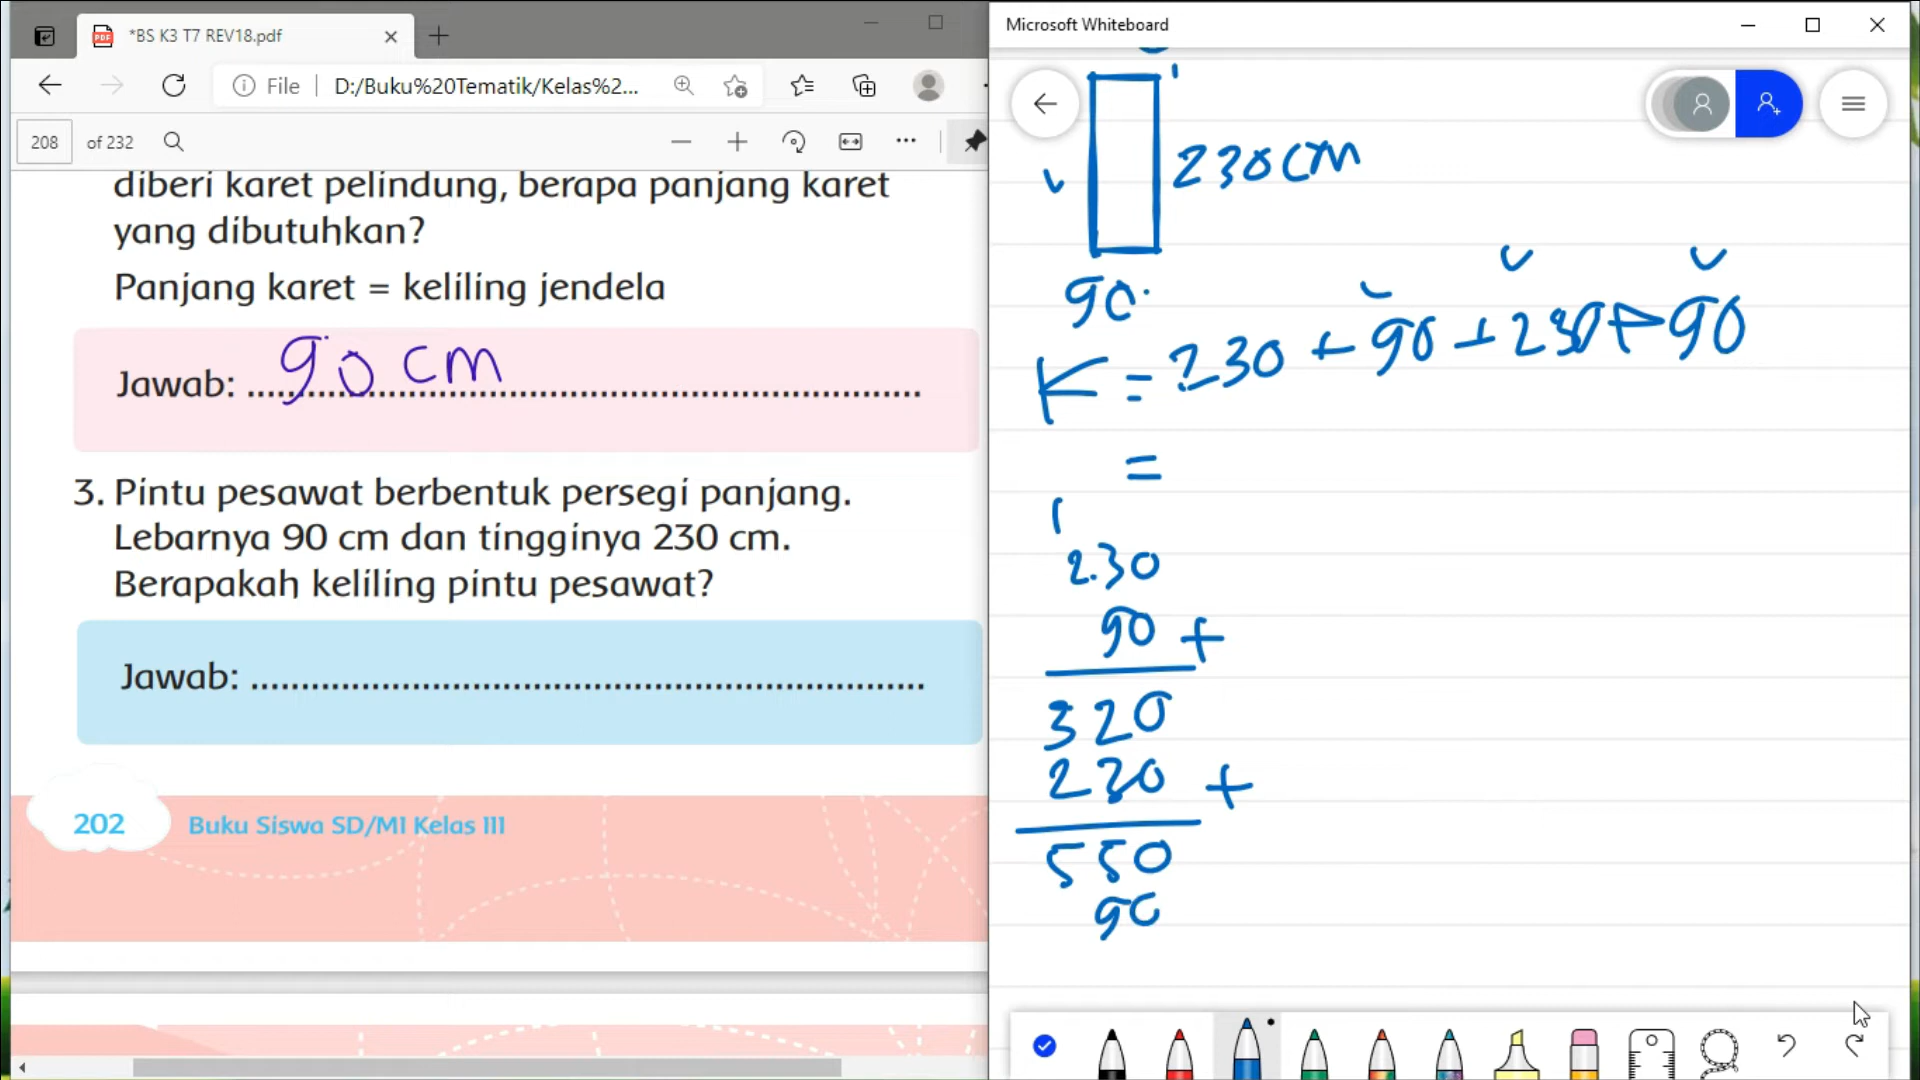 *BS K3 T7 REV18.pdf
File
D:/Buku%20Tematik/Kelas%2...
208 of 232
diberi karet pelindung, berapa panjang karet
yang dibutuhkan?
Panjang karet = keliling jendela
Jawab: 90 cm
3. Pintu pesawat berbentuk persegi panjang.
Lebarnya 90 cm dan tingginya 230 cm.
Berapakah keliling pintu pesawat?
Jawab: ...................................................................
202
Buku Siswa SD/MI Kelas III
Microsoft Whiteboard
230 cm
90
K = 230 + 90 + 230 + 90
=
1
230
90 +
320
230 +
550
90